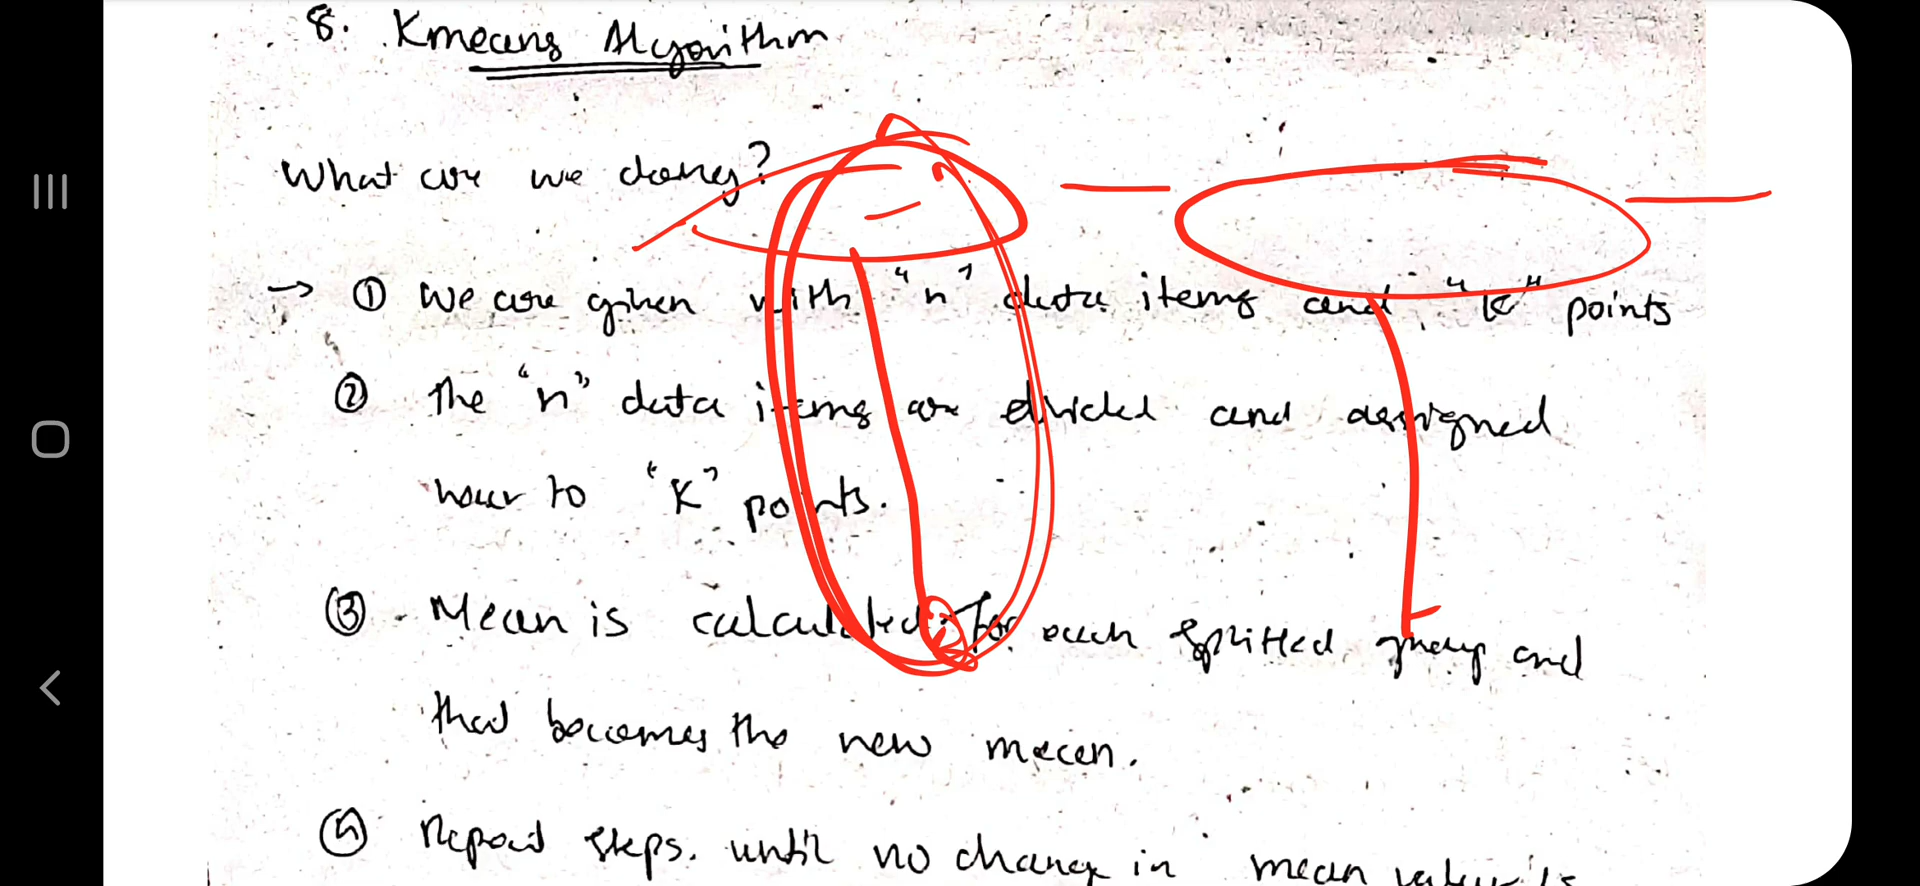 8. Kmeans Algorithm
What are we doing?
→ ① We are given with "n" data items and "K" points
② The "n" data items are divided and assigned
to "K" points.
③ Mean is calculated for each splitted group and
that becomes the new mean.
④ Repeat steps. until no change in mean value is